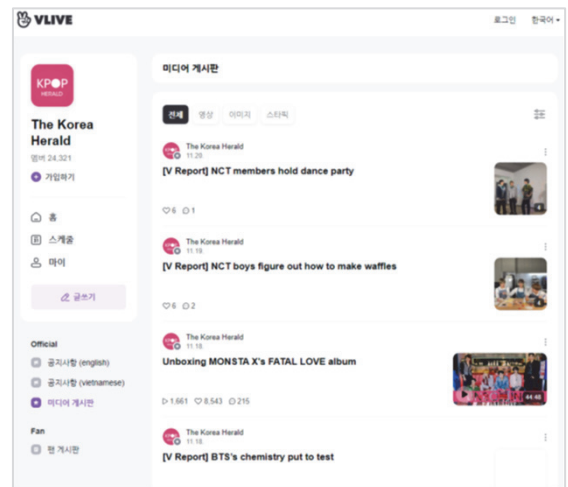 VLIVE
로그인 한국어
KPOP
HERALD
The Korea
Herald
멤버 24,321
가입하기
홈
스케줄
마이
글쓰기
Official
공지사항 (english)
공지사항 (vietnamese)
미디어 게시판
Fan
팬 게시판
미디어 게시판
전체 영상 이미지 스타픽
The Korea Herald
11.26.
[V Report] NCT members hold dance party
6 1
The Korea Herald
11.19.
[V Report] NCT boys figure out how to make waffles
6 2
The Korea Herald
11.18.
Unboxing MONSTA X's FATAL LOVE album
1,661 8,543 215
44:48
The Korea Herald
11.18.
[V Report] BTS's chemistry put to test